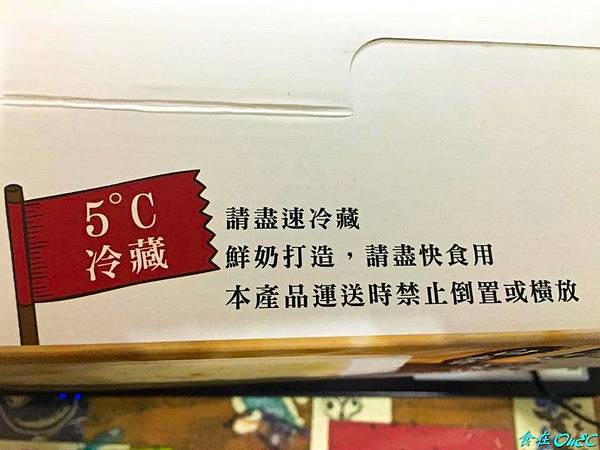 5°C
冷藏
請盡速冷藏
鮮奶打造，請盡快食用
本產品運送時禁止倒置或橫放
食在OnSC